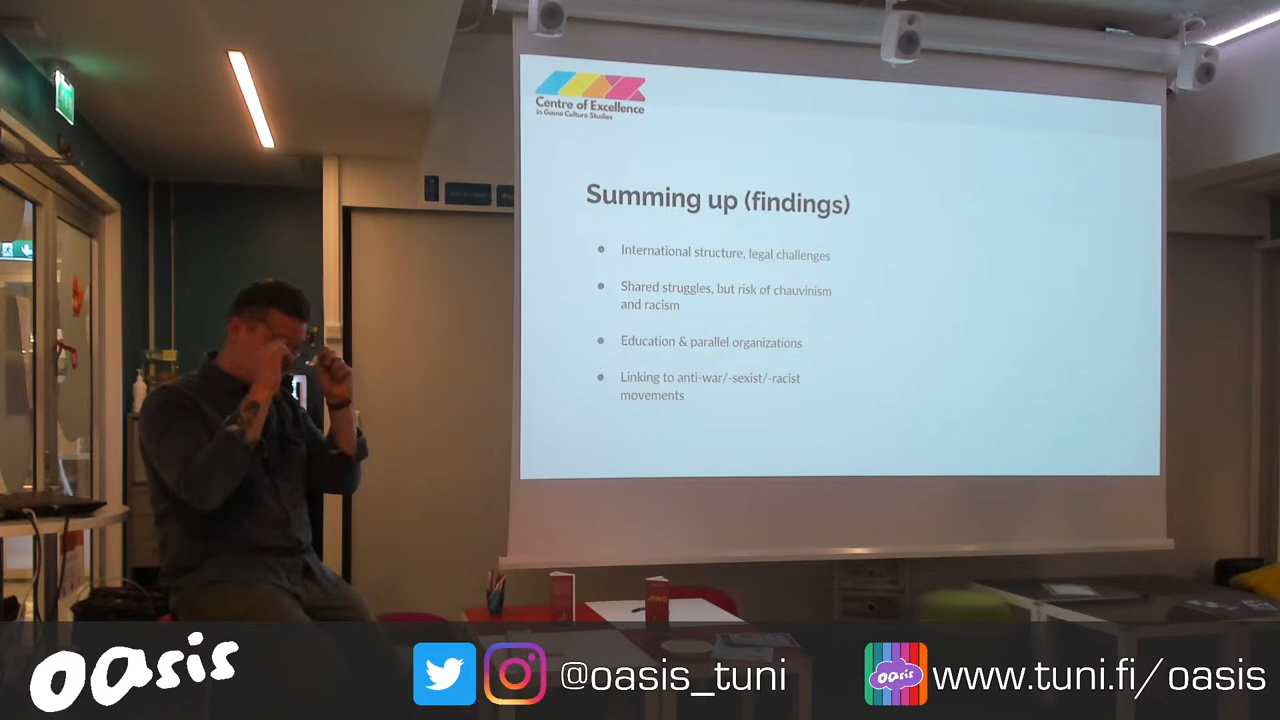 Centre of Excellence
in Game Culture Studies
Summing up (findings)
International structure, legal challenges
Shared struggles, but risk of chauvinism
and racism
Education & parallel organizations
Linking to anti-war/-sexist/-racist
movements
oasis
@oasis_tuni
oasis
www.tuni.fi/oasis